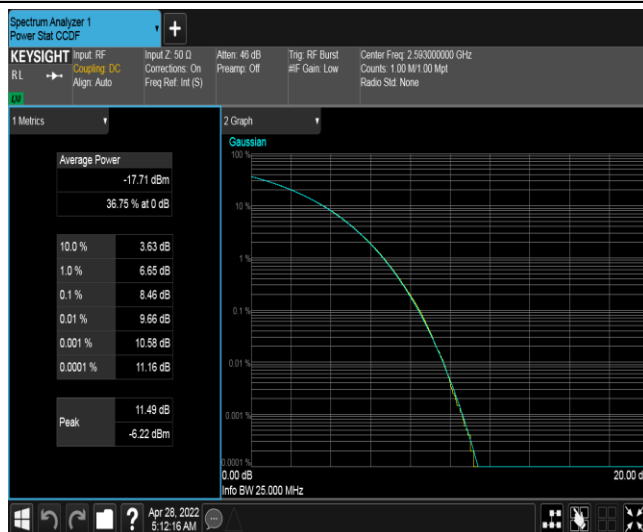 Spectrum Analyzer 1
Power Stat CCDF
+
KEYSIGHT
RL
LXI
Input: RF
Coupling: DC
Align: Auto
Input Z: 50 Ω
Corrections: On
Freq Ref: Int (S)
Atten: 46 dB
Preamp: Off
Trig: RF Burst
#IF Gain: Low
Center Freq: 2.593000000 GHz
Counts: 1.00 M/1.00 Mpt
Radio Std: None
1 Metrics
Average Power
-17.71 dBm
36.75 % at 0 dB
10.0 % 3.63 dB
1.0 % 6.65 dB
0.1 % 8.46 dB
0.01 % 9.66 dB
0.001 % 10.58 dB
0.0001 % 11.16 dB
Peak
11.49 dB
-6.22 dBm
2 Graph
Gaussian
100 %
10 %
1 %
0.1 %
0.01 %
0.001 %
0.0001 %
0.00 dB 20.00 d
Info BW 25.000 MHz
?
Apr 28, 2022
5:12:16 AM